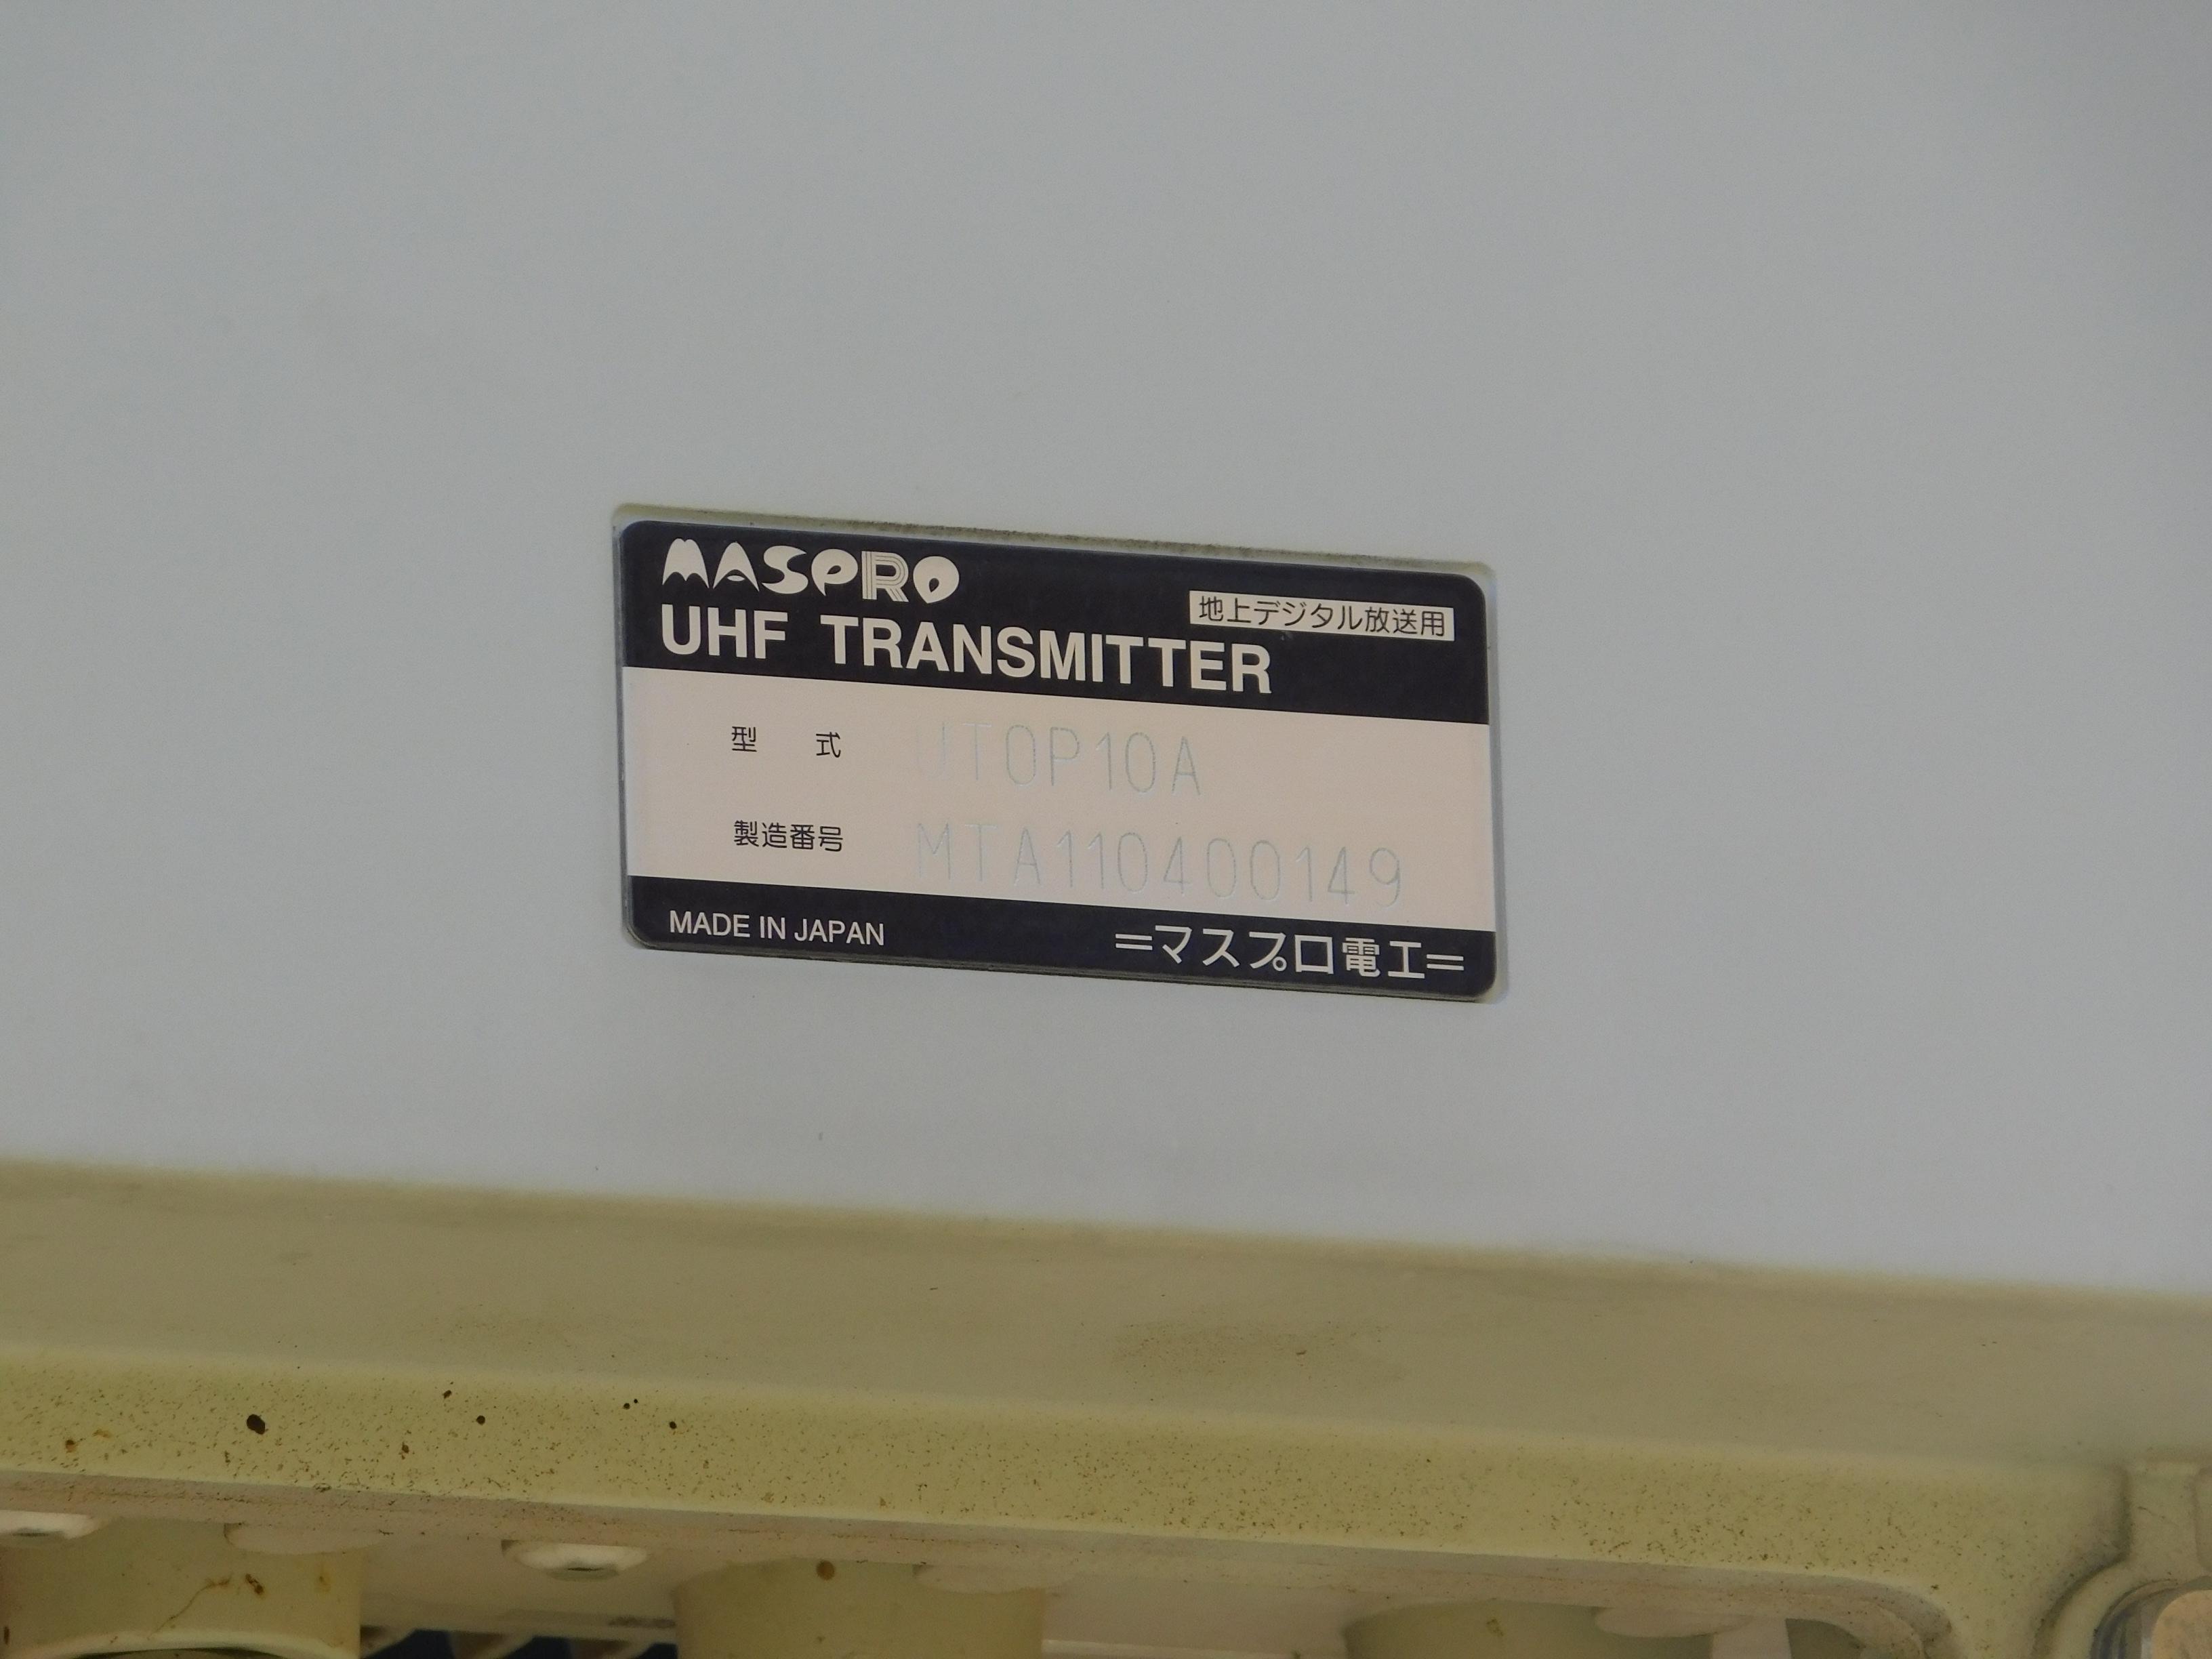 MASPRO
地上デジタル放送用
UHF TRANSMITTER
型 式 UTOP10A
製造番号 MTA110400149
MADE IN JAPAN
=マスプロ電工=